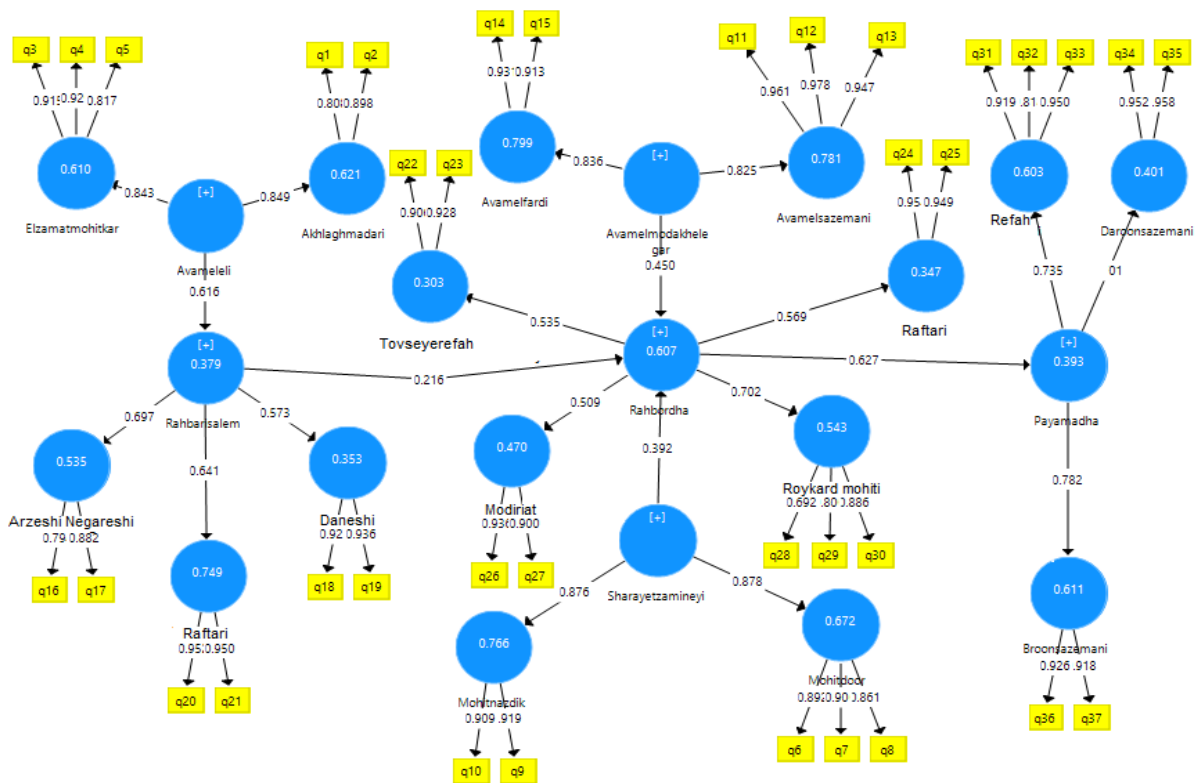 q3 q4 q5
q1 q2
q14 q15
q11 q12 q13
q31 q32 q33
q34 q35
0.92 0.817
0.898
0.913
0.961 0.978 0.947
0.919 .81 0.950
0.952 .958
0.610
0.843
[+]
0.849
0.621
0.799
0.836
[+]
0.825
0.781
0.603
0.401
Elzamatmohitkar
Avameleli
Akhlaghmadari
Avamelfardi
Avamelmodakhele
gar
Avamelsazemani
Refah
Daroonsazemani
q22 q23
0.928
q24 q25
0.95 0.949
0.616
0.450
0.735
01
0.303
0.535
Tovseyerefah
0.569
0.347
Raftari
[+]
0.379
Rahbarisalem
0.216
[+]
0.607
Rahbordha
0.627
[+]
0.393
Payamadha
0.697
0.573
0.641
0.509
0.702
0.392
0.782
0.535
Arzeshi Negareshi
0.79 0.882
q16 q17
0.353
Daneshi
0.92 0.936
q18 q19
0.470
Modiriat
0.900
q26 q27
0.543
Roykard mohiti
0.692 .80 0.886
q28 q29 q30
[+]
Sharayetzamineyi
0.876
0.878
0.749
Raftari
0.950
q20 q21
0.766
Mohitnazdik
0.909 .919
q10 q9
0.672
Mohitdoor
0.90 0.861
q6 q7 q8
0.611
Broonsazemani
0.926 .918
q36 q37